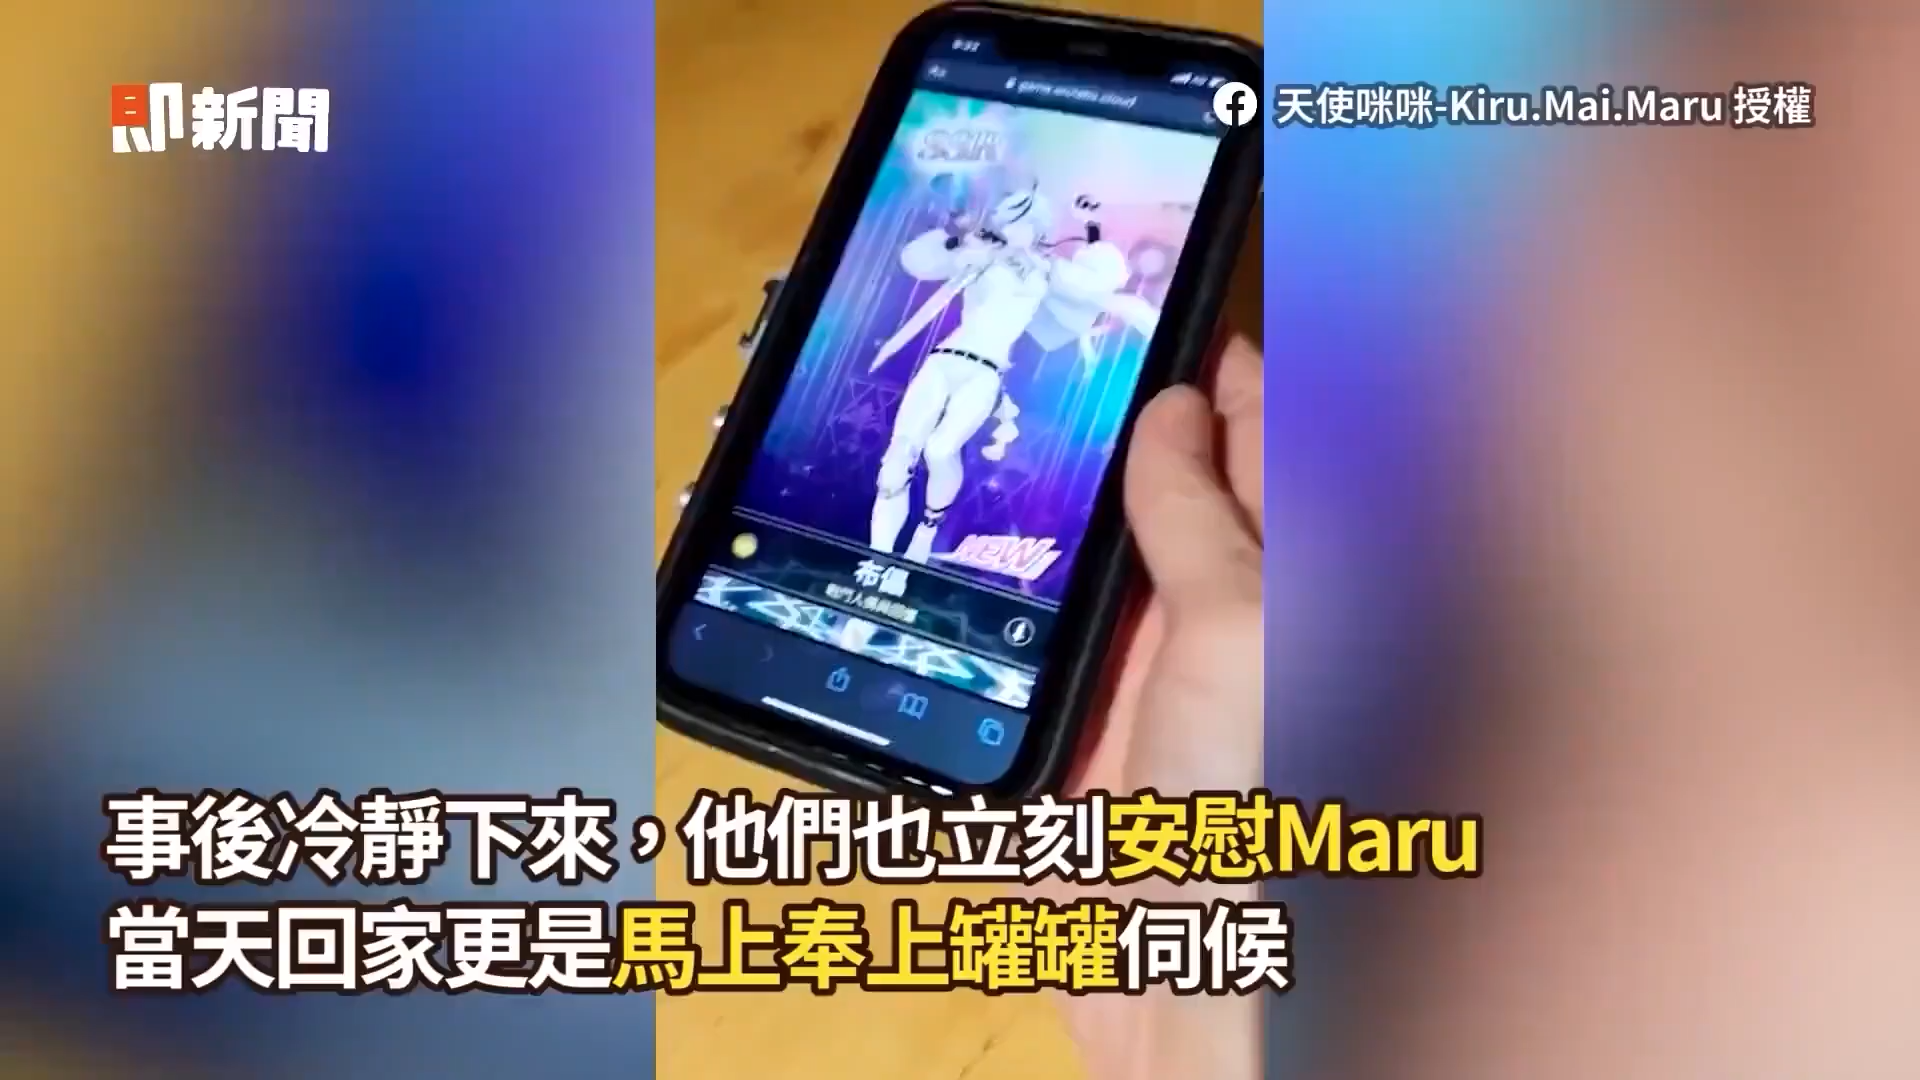 即新聞
天使咪咪-Kiru.Mai.Maru 授權
NEW!
布偶
事後冷靜下來，他們也立刻安慰Maru
當天回家更是馬上奉上罐罐伺候